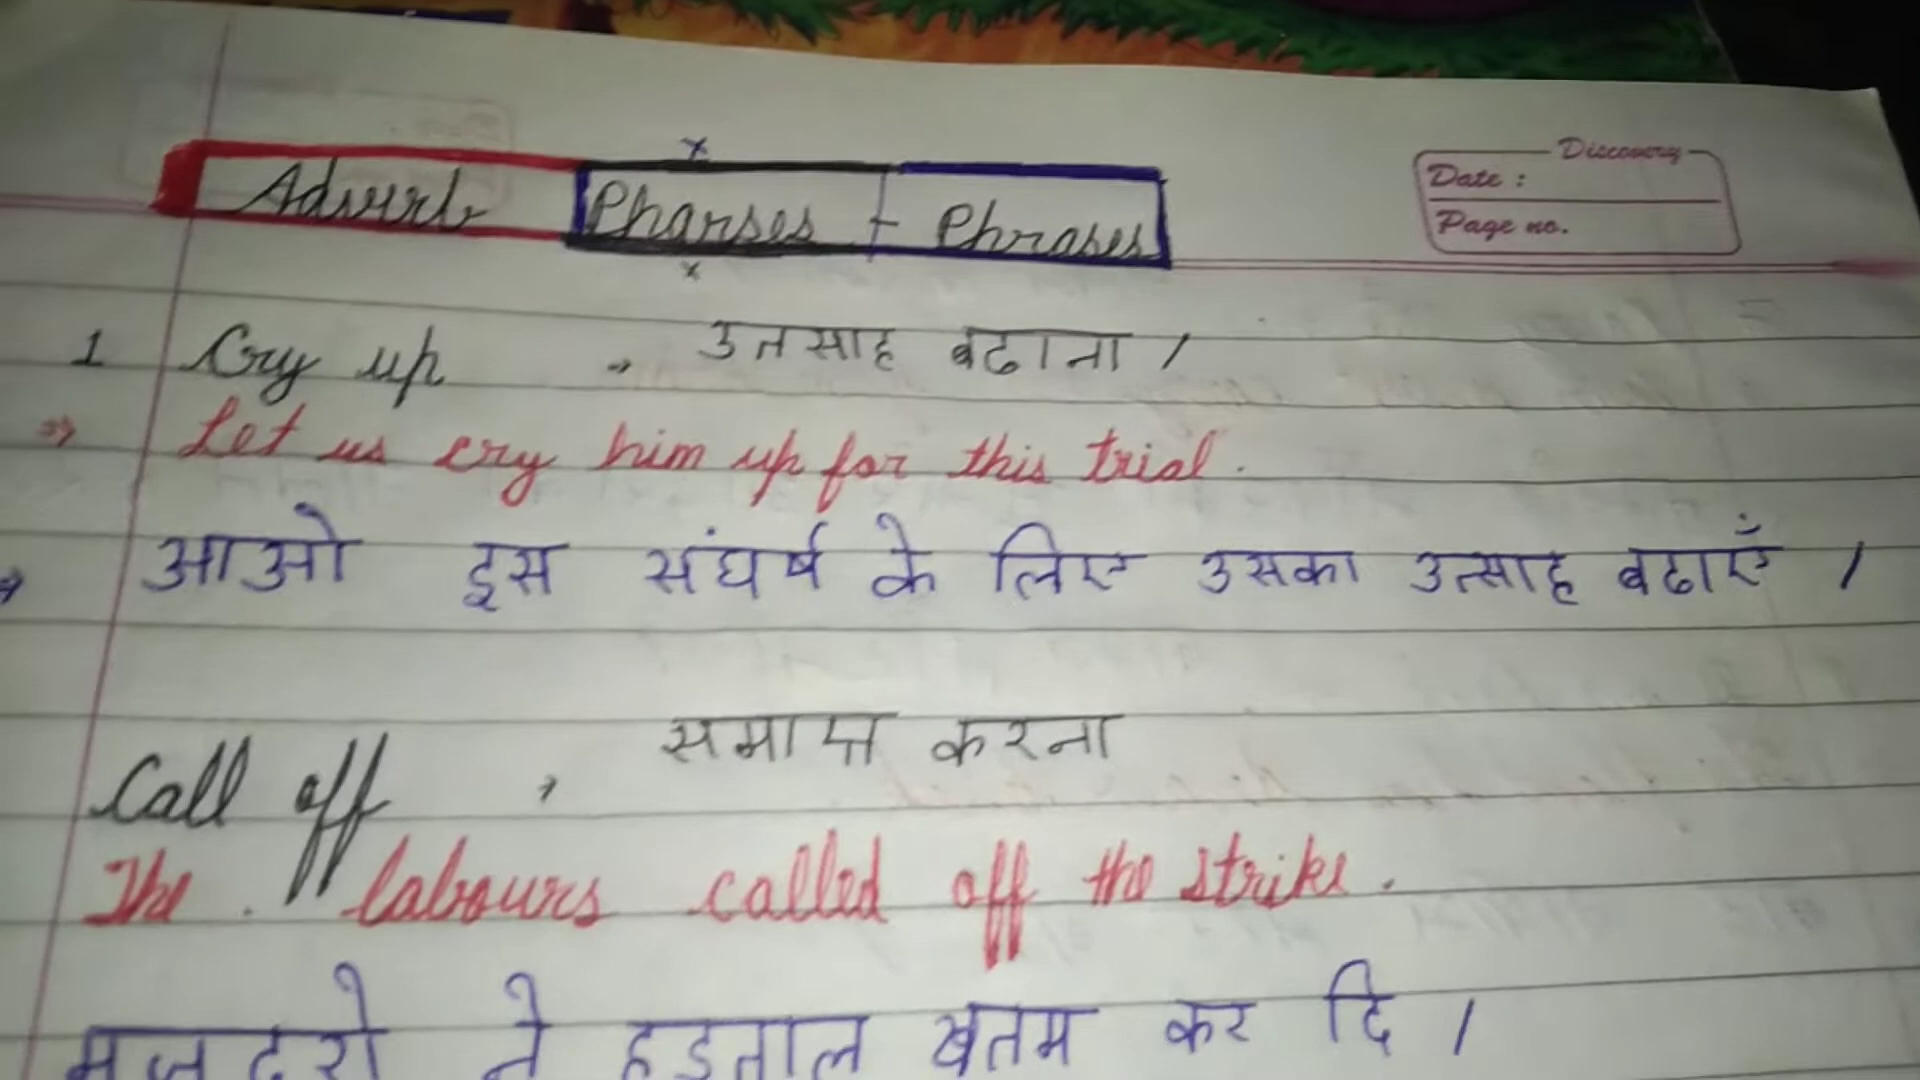 Discovery
Date :
Page no.
Adverb Pharses - Phrases
1 Cry up → उतसाह बढाना ।
⇒ Let us cry him up for this trial.
⇒ आओ इस संघर्ष के लिए उसका उत्साह बढाएँ ।
Call off → समाप्त करना
The labours called off the strike.
मजदुरो ने हडताल खतम कर दि ।